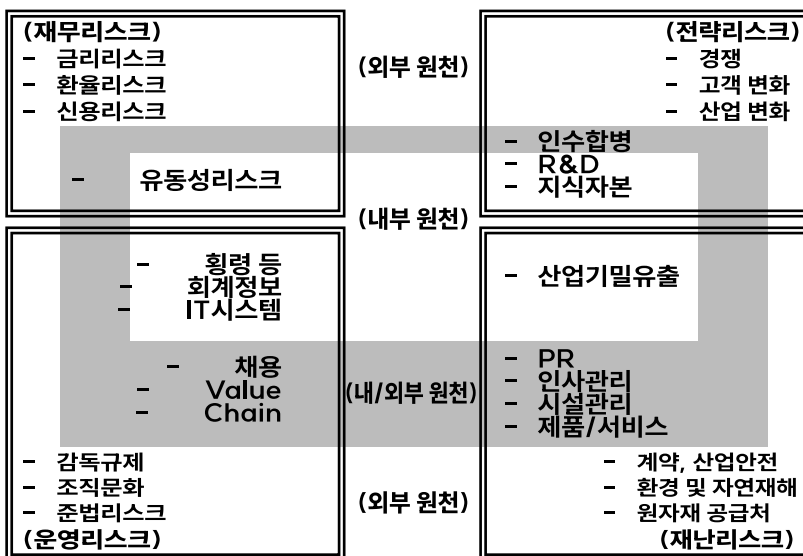 (재무리스크)
– 금리리스크
– 환율리스크
– 신용리스크
– 유동성리스크
(외부 원천)
(전략리스크)
– 경쟁
– 고객 변화
– 산업 변화
– 인수합병
– R&D
– 지식자본
(내부 원천)
– 횡령 등
– 회계정보
– IT시스템
– 채용
– Value
– Chain
– 감독규제
– 조직문화
– 준법리스크
(운영리스크)
(내/외부 원천)
(외부 원천)
– 산업기밀유출
– PR
– 인사관리
– 시설관리
– 제품/서비스
– 계약, 산업안전
– 환경 및 자연재해
– 원자재 공급처
(재난리스크)